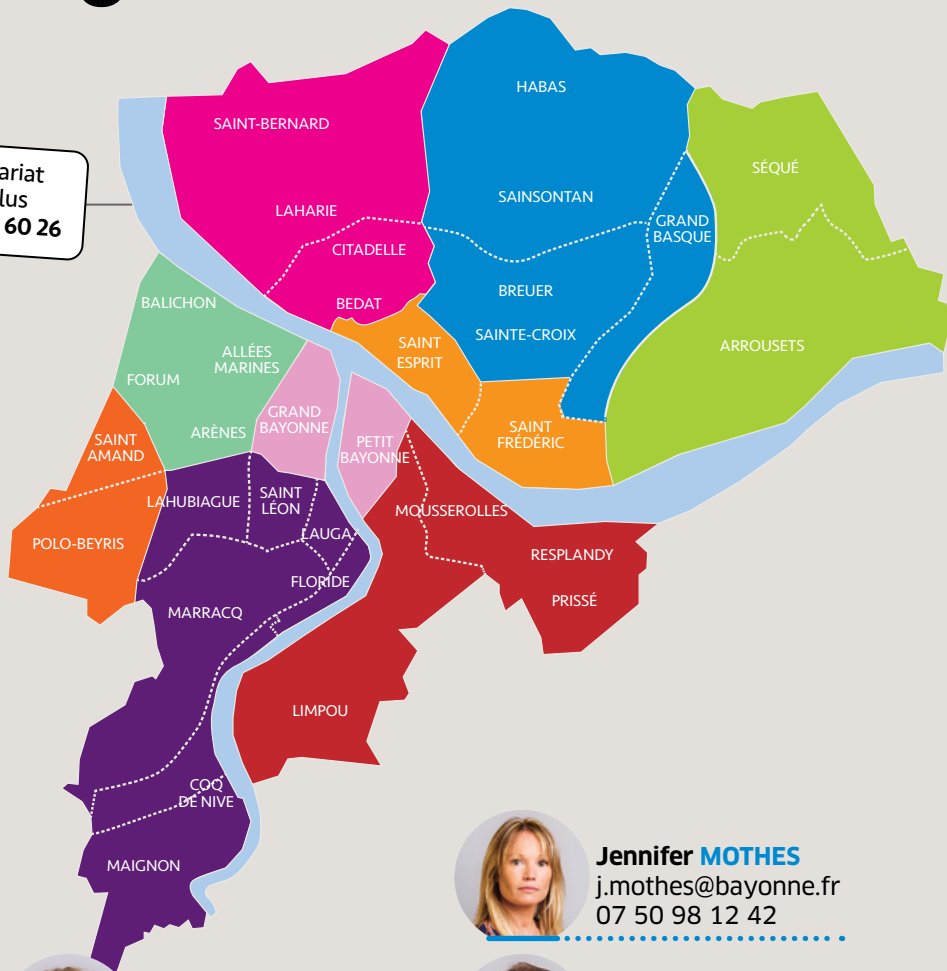 HABAS
SAINT-BERNARD
SÉQUÉ
lus
60 26
SAINSONTAN
LAHARIE
GRAND
BASQUE
CITADELLE
BREUER
BALICHON
BEDAT
SAINTE-CROIX
SAINT
ESPRIT
ARROUSETS
ALLÉES
MARINES
FORUM
GRAND
BAYONNE
ARÈNES
SAINT
FRÉDÉRIC
SAINT
AMAND
PETIT
BAYONNE
LAHUBIAGUE
SAINT
LÉON
MOUSSEROLLES
LAUGA
POLO-BEYRIS
RESPLANDY
FLORIDE
PRISSÉ
MARRACQ
LIMPOU
COQ
DE NIVE
MAIGNON
Jennifer MOTHES
j.mothes@bayonne.fr
07 50 98 12 42